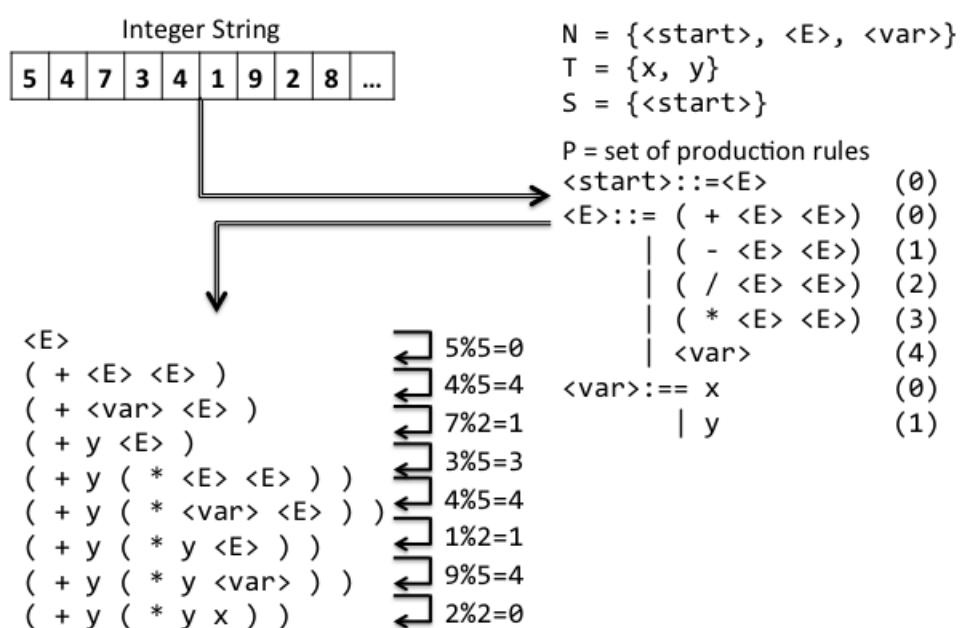 Integer String
5 4 7 3 4 1 9 2 8 ...
N = {<start>, <E>, <var>}
T = {x, y}
S = {<start>}
P = set of production rules
<start>::=<E> (0)
<E>::= ( + <E> <E>) (0)
| ( - <E> <E>) (1)
| ( / <E> <E>) (2)
| ( * <E> <E>) (3)
| <var> (4)
<var>:== x (0)
| y (1)
<E>
5%5=0
( + <E> <E> )
4%5=4
( + <var> <E> )
7%2=1
( + y <E> )
3%5=3
( + y ( * <E> <E> ) )
4%5=4
( + y ( * <var> <E> ) )
1%2=1
( + y ( * y <E> ) )
9%5=4
( + y ( * y <var> ) )
2%2=0
( + y ( * y x ) )